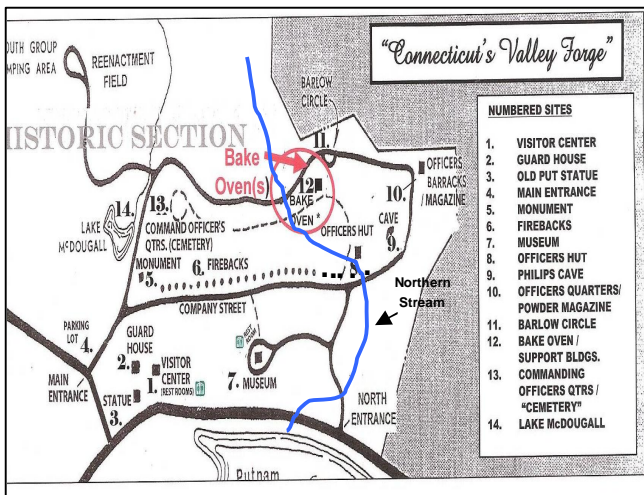 "Connecticut's Valley Forge"
OUTH GROUP
MPING AREA
REENACTMENT
FIELD
BARLOW
CIRCLE
HISTORIC SECTION
11.
Bake
Oven(s)
12
BAKE
OVEN *
OFFICERS
BARRACKS
/ MAGAZINE
10.
14.
13.
LAKE
McDOUGALL
COMMAND OFFICER'S
QTRS. (CEMETERY)
OFFICERS HUT
CAVE
9.
MONUMENT
5.
6. FIREBACKS
8.
Northern
Stream
COMPANY STREET
PARKING
LOT
4.
GUARD
HOUSE
2.
VISITOR
CENTER
(REST ROOMS)
1.
7. MUSEUM
MAIN
ENTRANCE
STATUE
3.
NORTH
ENTRANCE
Putnam
NUMBERED SITES
1. VISITOR CENTER
2. GUARD HOUSE
3. OLD PUT STATUE
4. MAIN ENTRANCE
5. MONUMENT
6. FIREBACKS
7. MUSEUM
8. OFFICERS HUT
9. PHILIPS CAVE
10. OFFICERS QUARTERS/
POWDER MAGAZINE
11. BARLOW CIRCLE
12. BAKE OVEN /
SUPPORT BLDGS.
13. COMMANDING
OFFICERS QTRS /
"CEMETERY"
14. LAKE McDOUGALL